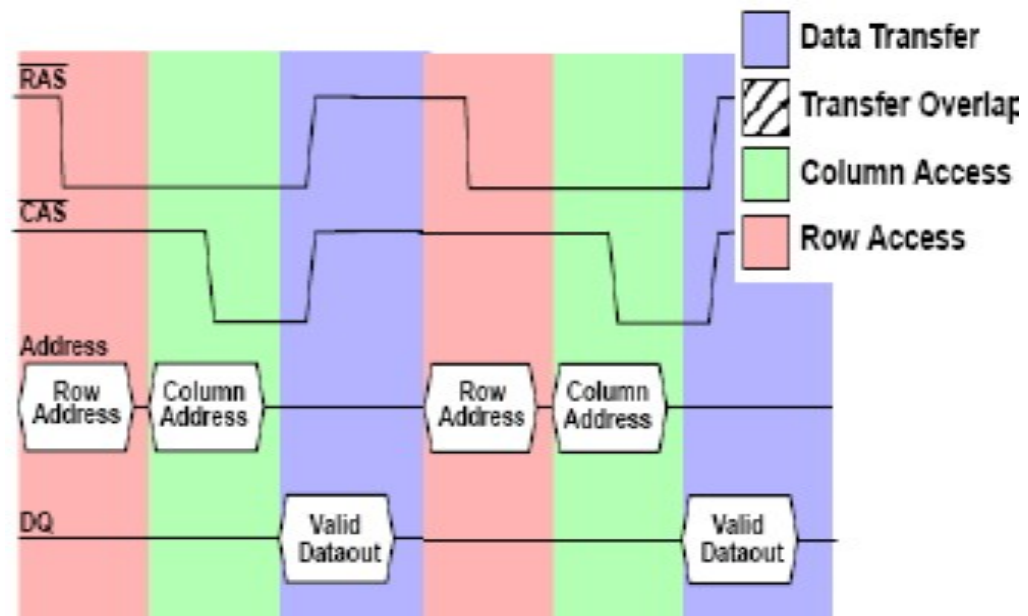 Data Transfer
Transfer Overlap
Column Access
Row Access
RAS
CAS
Address
Row
Address
Column
Address
Row
Address
Column
Address
DQ
Valid
Dataout
Valid
Dataout